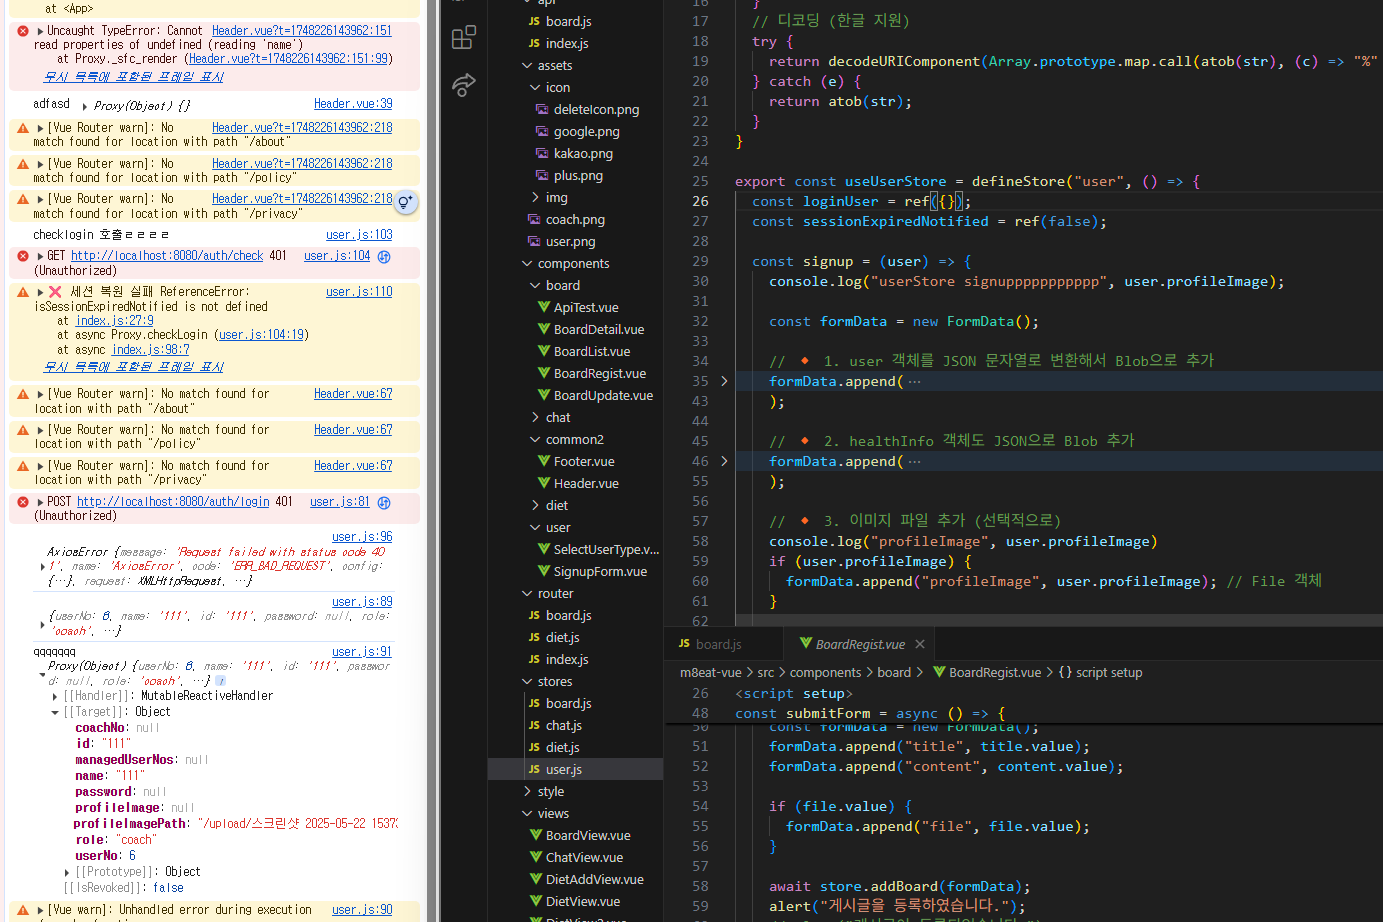 at <App>
Uncaught TypeError: Cannot Header.vue?t=1748226143962:151
read properties of undefined (reading 'name')
at Proxy._sfc_render (Header.vue?t=1748226143962:151:99)
무시 목록에 포함된 프레임 표시
adfasd Proxy(Object) {} Header.vue:39
[Vue Router warn]: No Header.vue?t=1748226143962:218
match found for location with path "/about"
[Vue Router warn]: No Header.vue?t=1748226143962:218
match found for location with path "/policy"
[Vue Router warn]: No Header.vue?t=1748226143962:218
match found for location with path "/privacy"
checklogin 호출ㄹㄹㄹㄹ user.js:103
GET http://localhost:8080/auth/check 401 user.js:104
(Unauthorized)
❌ 세션 복원 실패 ReferenceError: user.js:110
isSessionExpiredNotified is not defined
at index.js:27:9
at async Proxy.checkLogin (user.js:104:19)
at async index.js:98:7
무시 목록에 포함된 프레임 표시
[Vue Router warn]: No match found for Header.vue:67
location with path "/about"
[Vue Router warn]: No match found for Header.vue:67
location with path "/policy"
[Vue Router warn]: No match found for Header.vue:67
location with path "/privacy"
POST http://localhost:8080/auth/login 401 user.js:81
(Unauthorized)
user.js:96
AxiosError {message: 'Request failed with status code 40
1', name: 'AxiosError', code: 'ERR_BAD_REQUEST', config:
{…}, request: XMLHttpRequest, …}
user.js:89
{userNo: 6, name: '111', id: '111', password: null, role:
'coach', …}
qqqqqqq user.js:91
Proxy(Object) {userNo: 6, name: '111', id: '111', passwor
d: null, role: 'coach', …} i
[[Handler]]: MutableReactiveHandler
[[Target]]: Object
coachNo: null
id: "111"
managedUserNos: null
name: "111"
password: null
profileImage: null
profileImagePath: "/upload/스크린샷 2025-05-22 1537
role: "coach"
userNo: 6
[[Prototype]]: Object
[[IsRevoked]]: false
[Vue warn]: Unhandled error during execution user.js:90
api
JS board.js
JS index.js
assets
icon
deleteIcon.png
google.png
kakao.png
plus.png
img
coach.png
user.png
components
board
ApiTest.vue
BoardDetail.vue
BoardList.vue
BoardRegist.vue
BoardUpdate.vue
chat
common2
Footer.vue
Header.vue
diet
user
SelectUserType.v...
SignupForm.vue
router
JS board.js
JS diet.js
JS index.js
stores
JS board.js
JS chat.js
JS diet.js
JS user.js
style
views
BoardView.vue
ChatView.vue
DietAddView.vue
DietView.vue
DietView2.vue
16 }
17 // 디코딩 (한글 지원)
18 try {
19 return decodeURIComponent(Array.prototype.map.call(atob(str), (c) => "%"
20 } catch (e) {
21 return atob(str);
22 }
23 }
24
25 export const useUserStore = defineStore("user", () => {
26 const loginUser = ref({});
27 const sessionExpiredNotified = ref(false);
28
29 const signup = (user) => {
30 console.log("userStore signuppppppppppp", user.profileImage);
31
32 const formData = new FormData();
33
34 // 🔸 1. user 객체를 JSON 문자열로 변환해서 Blob으로 추가
35 formData.append( ⋯
43 );
44
45 // 🔸 2. healthInfo 객체도 JSON으로 Blob 추가
46 formData.append( ⋯
55 );
56
57 // 🔸 3. 이미지 파일 추가 (선택적으로)
58 console.log("profileImage", user.profileImage)
59 if (user.profileImage) {
60 formData.append("profileImage", user.profileImage); // File 객체
61 }
62
JS board.js BoardRegist.vue
m8eat-vue > src > components > board > BoardRegist.vue > {} script setup
26 <script setup>
48 const submitForm = async () => {
50 const formData = new FormData();
51 formData.append("title", title.value);
52 formData.append("content", content.value);
53
54 if (file.value) {
55 formData.append("file", file.value);
56 }
57
58 await store.addBoard(formData);
59 alert("게시글을 등록하였습니다.");